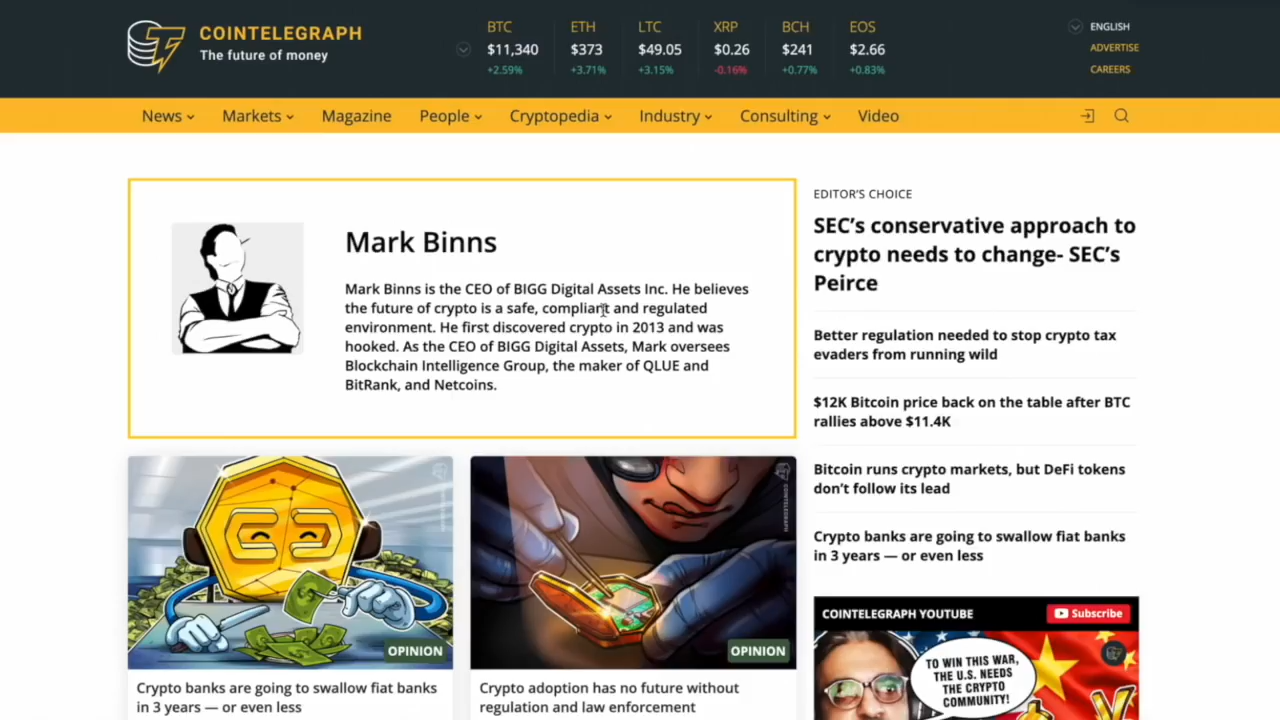 COINTELEGRAPH
The future of money
BTC
$11,340
+2.59%
ETH
$373
+3.71%
LTC
$49.05
+3.15%
XRP
$0.26
-0.16%
BCH
$241
+0.77%
EOS
$2.66
+0.83%
ENGLISH
ADVERTISE
CAREERS
News
Markets
Magazine
People
Cryptopedia
Industry
Consulting
Video
Mark Binns
Mark Binns is the CEO of BIGG Digital Assets Inc. He believes
the future of crypto is a safe, compliant and regulated
environment. He first discovered crypto in 2013 and was
hooked. As the CEO of BIGG Digital Assets, Mark oversees
Blockchain Intelligence Group, the maker of QLUE and
BitRank, and Netcoins.
OPINION
Crypto banks are going to swallow fiat banks
in 3 years — or even less
COINTELEGRAPH
OPINION
Crypto adoption has no future without
regulation and law enforcement
EDITOR’S CHOICE
SEC’s conservative approach to
crypto needs to change- SEC’s
Peirce
Better regulation needed to stop crypto tax
evaders from running wild
$12K Bitcoin price back on the table after BTC
rallies above $11.4K
Bitcoin runs crypto markets, but DeFi tokens
don’t follow its lead
Crypto banks are going to swallow fiat banks
in 3 years — or even less
COINTELEGRAPH YOUTUBE
Subscribe
TO WIN THIS WAR,
THE U.S. NEEDS
THE CRYPTO
COMMUNITY!